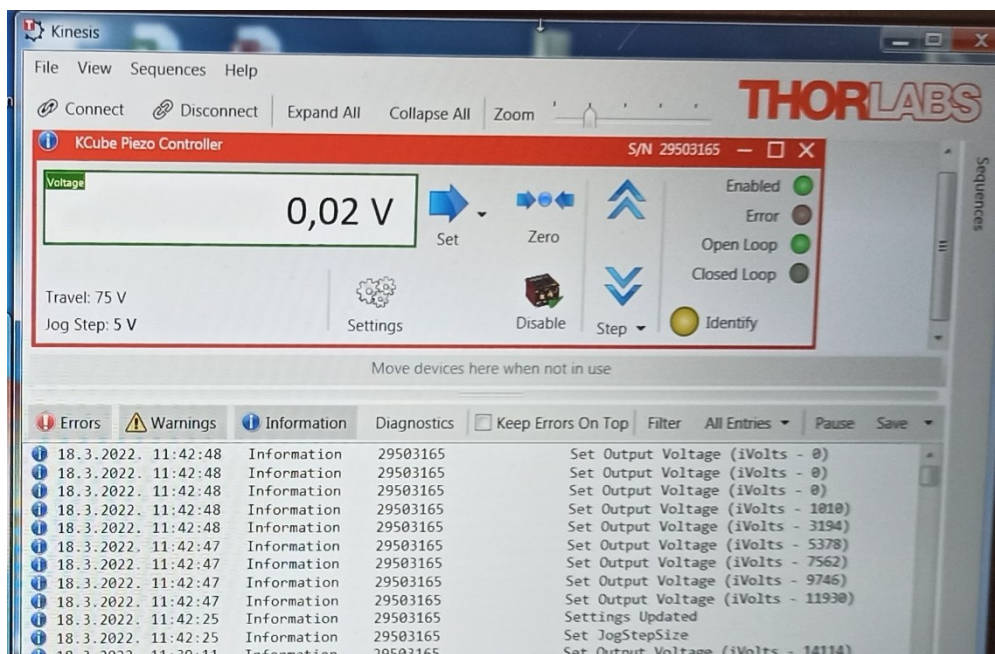 Kinesis
File View Sequences Help
Connect Disconnect Expand All Collapse All Zoom
THORLABS
KCube Piezo Controller S/N 29503165
Voltage
0,02 V
Set
Zero
Enabled
Error
Open Loop
Closed Loop
Travel: 75 V
Jog Step: 5 V
Settings
Disable
Step
Identify
Sequences
Move devices here when not in use
Errors Warnings Information Diagnostics Keep Errors On Top Filter All Entries Pause Save
18.3.2022. 11:42:48 Information 29503165 Set Output Voltage (iVolts - 0)
18.3.2022. 11:42:48 Information 29503165 Set Output Voltage (iVolts - 0)
18.3.2022. 11:42:48 Information 29503165 Set Output Voltage (iVolts - 0)
18.3.2022. 11:42:48 Information 29503165 Set Output Voltage (iVolts - 1010)
18.3.2022. 11:42:48 Information 29503165 Set Output Voltage (iVolts - 3194)
18.3.2022. 11:42:47 Information 29503165 Set Output Voltage (iVolts - 5378)
18.3.2022. 11:42:47 Information 29503165 Set Output Voltage (iVolts - 7562)
18.3.2022. 11:42:47 Information 29503165 Set Output Voltage (iVolts - 9746)
18.3.2022. 11:42:47 Information 29503165 Set Output Voltage (iVolts - 11930)
18.3.2022. 11:42:25 Information 29503165 Settings Updated
18.3.2022. 11:42:25 Information 29503165 Set JogStepSize
Information 29503165 Set Output Voltage (iVolts - 14114)